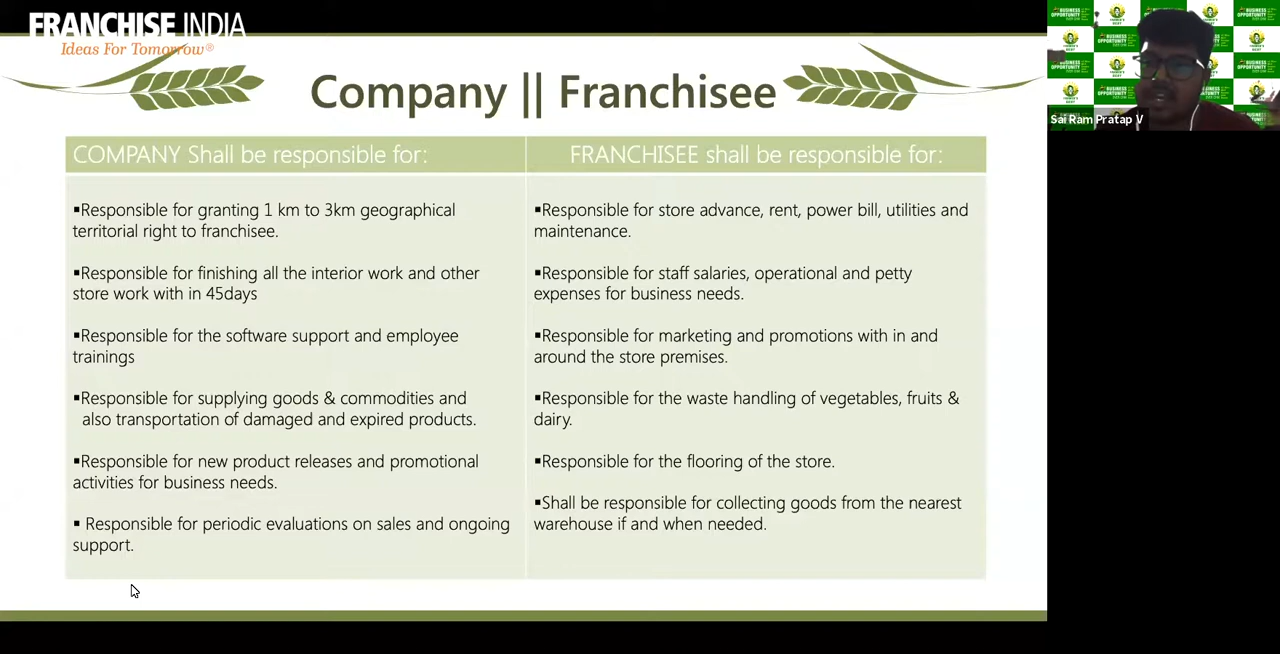 FRANCHISE INDIA
Ideas For Tomorrow®
Company || Franchisee
COMPANY Shall be responsible for:
▪Responsible for granting 1 km to 3km geographical
territorial right to franchisee.
▪Responsible for finishing all the interior work and other
store work with in 45days
▪Responsible for the software support and employee
trainings
▪Responsible for supplying goods & commodities and
also transportation of damaged and expired products.
▪Responsible for new product releases and promotional
activities for business needs.
▪ Responsible for periodic evaluations on sales and ongoing
support.
FRANCHISEE shall be responsible for:
▪Responsible for store advance, rent, power bill, utilities and
maintenance.
▪Responsible for staff salaries, operational and petty
expenses for business needs.
▪Responsible for marketing and promotions with in and
around the store premises.
▪Responsible for the waste handling of vegetables, fruits &
dairy.
▪Responsible for the flooring of the store.
▪Shall be responsible for collecting goods from the nearest
warehouse if and when needed.
BUSINESS
OPPORTUNITY
Sai Ram Pratap V